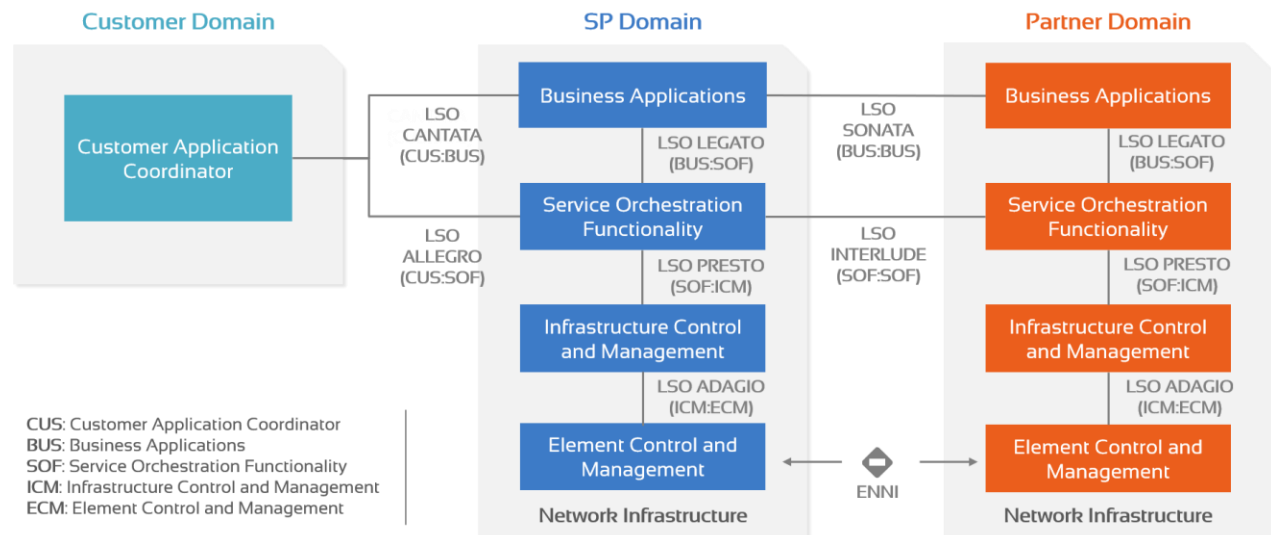 Customer Domain
SP Domain
Partner Domain
Customer Application
Coordinator
LSO
CANTATA
(CUS:BUS)
LSO
ALLEGRO
(CUS:SOF)
Business Applications
LSO LEGATO
(BUS:SOF)
Service Orchestration
Functionality
LSO PRESTO
(SOF:ICM)
Infrastructure Control
and Management
LSO ADAGIO
(ICM:ECM)
Element Control and
Management
Network Infrastructure
LSO
SONATA
(BUS:BUS)
LSO
INTERLUDE
(SOF:SOF)
ENNI
Business Applications
LSO LEGATO
(BUS:SOF)
Service Orchestration
Functionality
LSO PRESTO
(SOF:ICM)
Infrastructure Control
and Management
LSO ADAGIO
(ICM:ECM)
Element Control and
Management
Network Infrastructure
CUS: Customer Application Coordinator
BUS: Business Applications
SOF: Service Orchestration Functionality
ICM: Infrastructure Control and Management
ECM: Element Control and Management